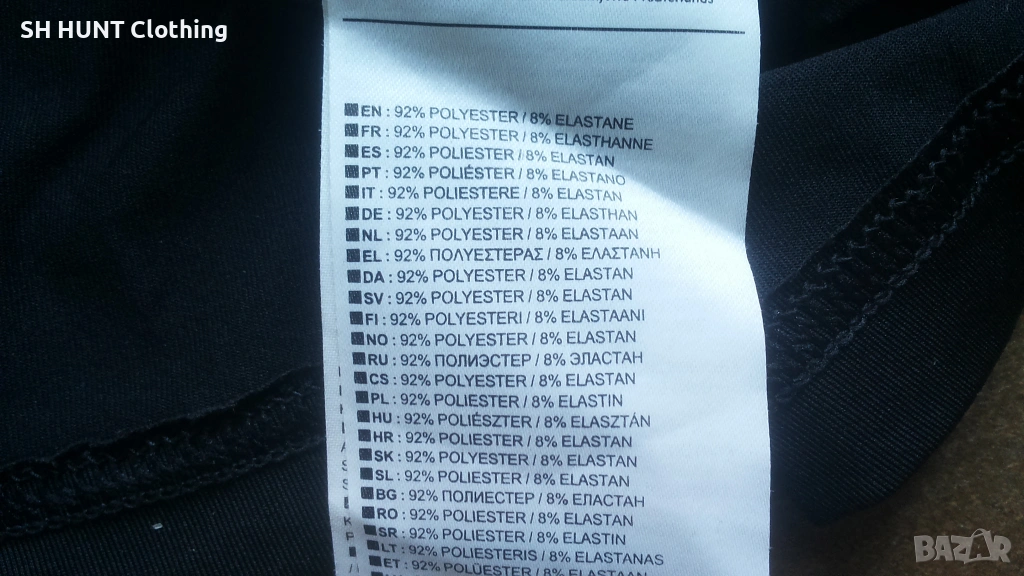 SH HUNT Clothing
EN : 92% POLYESTER / 8% ELASTANE
FR : 92% POLYESTER / 8% ELASTHANNE
ES : 92% POLIESTER / 8% ELASTAN
PT : 92% POLIÉSTER / 8% ELASTANO
IT : 92% POLIESTERE / 8% ELASTAN
DE : 92% POLYESTER / 8% ELASTHAN
NL : 92% POLYESTER / 8% ELASTAAN
EL : 92% ΠΟΛΥΕΣΤΕΡΑΣ / 8% ΕΛΑΣΤΑΝΗ
DA : 92% POLYESTER / 8% ELASTAN
SV : 92% POLYESTER / 8% ELASTAN
FI : 92% POLYESTERI / 8% ELASTAANI
NO : 92% POLYESTER / 8% ELASTAN
RU : 92% ПОЛИЭСТЕР / 8% ЭЛАСТАН
CS : 92% POLYESTER / 8% ELASTAN
PL : 92% POLIESTER / 8% ELASTIN
HU : 92% POLIÉSZTER / 8% ELASZTÁN
HR : 92% POLIESTER / 8% ELASTAN
SK : 92% POLYESTER / 8% ELASTAN
SL : 92% POLIESTER / 8% ELASTAN
BG : 92% ПОЛИЕСТЕР / 8% ЕЛАСТАН
RO : 92% POLIESTER / 8% ELASTAN
SR : 92% POLIESTER / 8% ELASTIN
LT : 92% POLIESTERIS / 8% ELASTANAS
ET : 92% POLÜESTER / 8% ELASTAAN
BAZAR